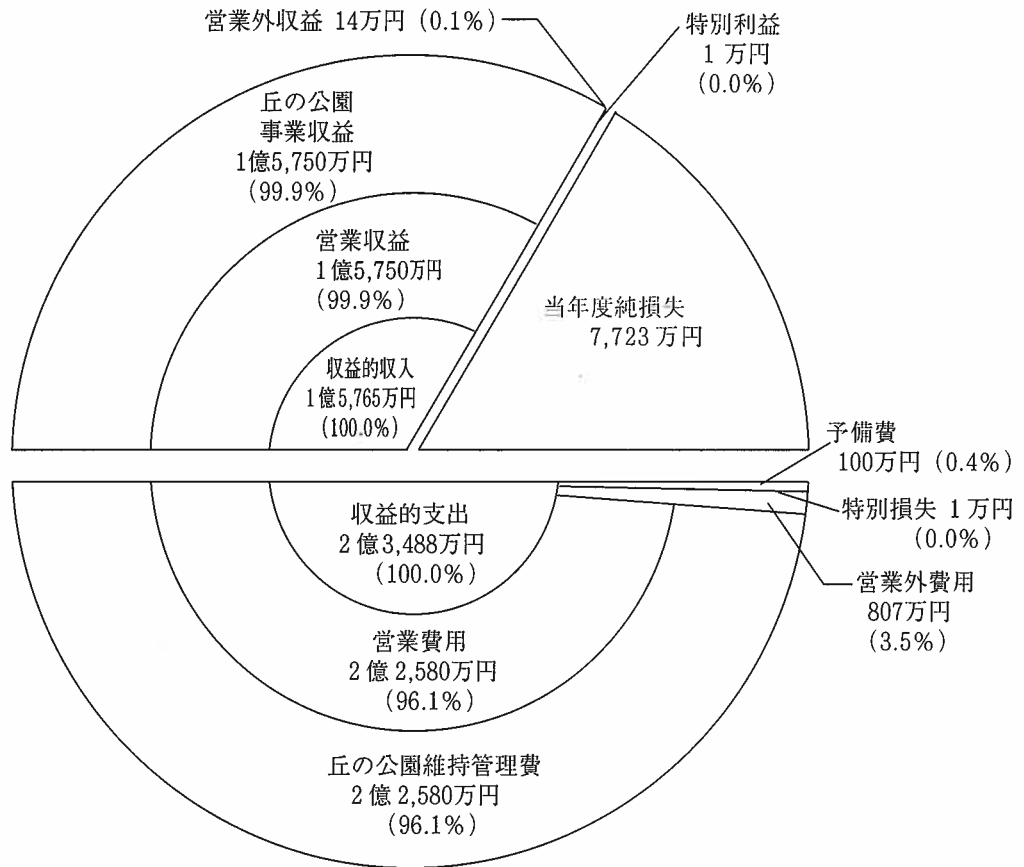 営業外収益 14万円 (0.1%)
特別利益
1 万円
(0.0%)
丘の公園
事業収益
1億5,750万円
(99.9%)
営業収益
1億5,750万円
(99.9%)
収益的収入
1億5,765万円
(100.0%)
当年度純損失
7,723万円
予備費
100万円 (0.4%)
特別損失 1万円
(0.0%)
営業外費用
807万円
(3.5%)
収益的支出
2億3,488万円
(100.0%)
営業費用
2億2,580万円
(96.1%)
丘の公園維持管理費
2億2,580万円
(96.1%)